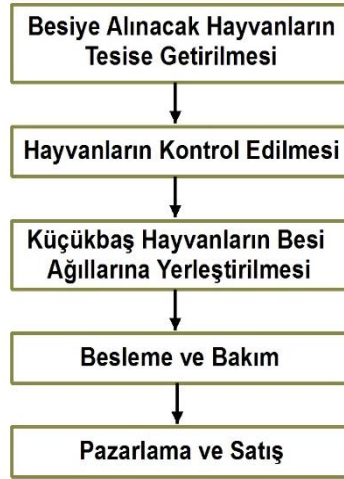 Besiye Alınacak Hayvanların
Tesise Getirilmesi
Hayvanların Kontrol Edilmesi
Küçükbaş Hayvanların Besi
Ağıllarına Yerleştirilmesi
Besleme ve Bakım
Pazarlama ve Satış